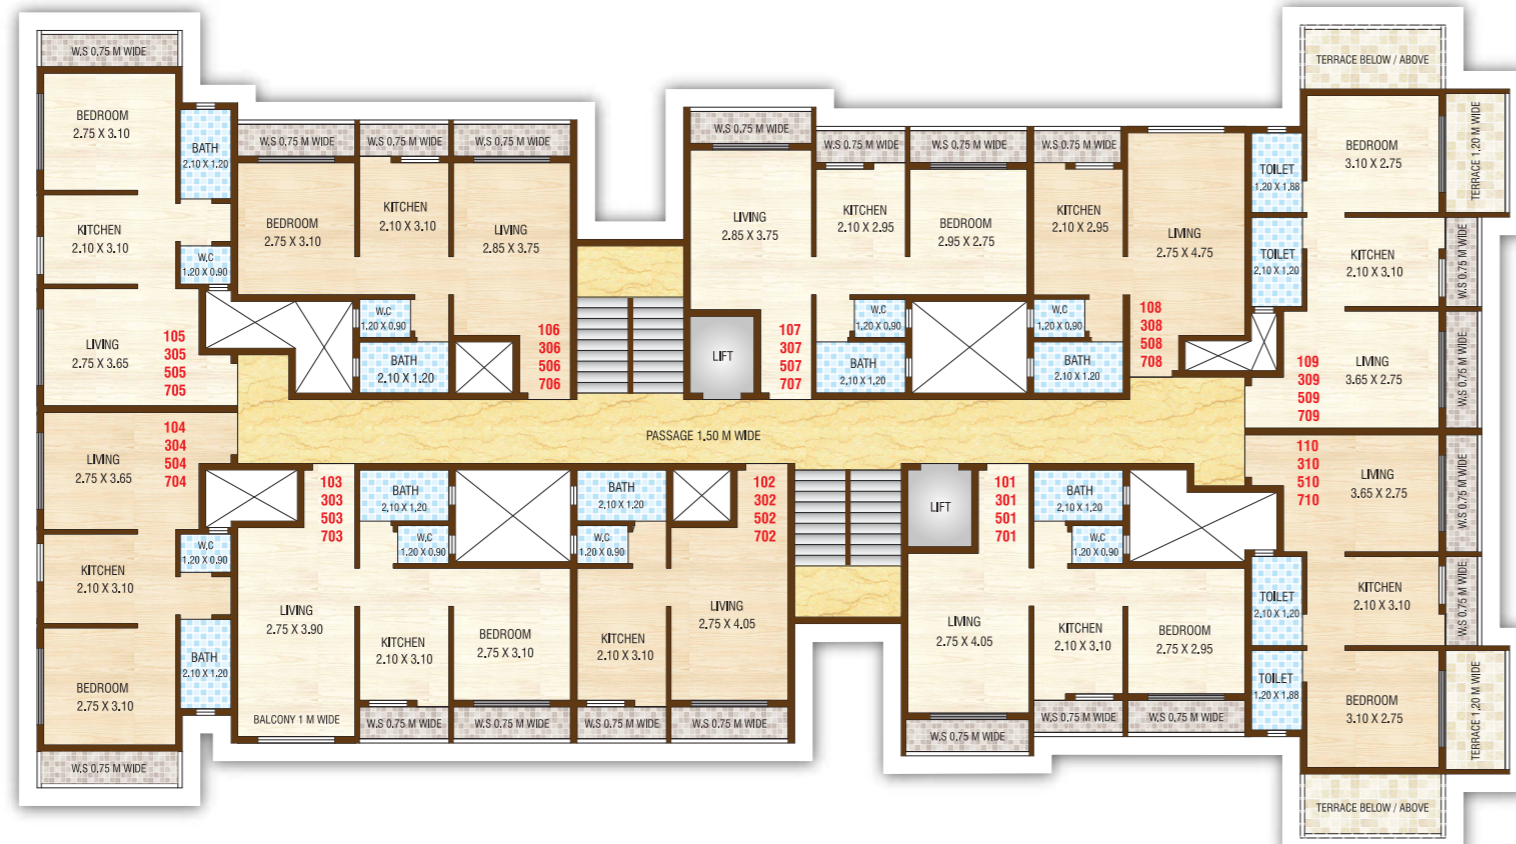 W.S 0.75 M WIDE
BEDROOM
2.75 X 3.10
BATH
2.10 X 1.20
KITCHEN
2.10 X 3.10
W.C
1.20 X 0.90
LIVING
2.75 X 3.65
105
305
505
705
W.S 0.75 M WIDE
W.S 0.75 M WIDE
W.S 0.75 M WIDE
BEDROOM
2.75 X 3.10
KITCHEN
2.10 X 3.10
LIVING
2.85 X 3.75
W.C
1.20 X 0.90
BATH
2.10 X 1.20
106
306
506
706
W.S 0.75 M WIDE
LIVING
2.85 X 3.75
LIFT
107
307
507
707
W.S 0.75 M WIDE
W.S 0.75 M WIDE
KITCHEN
2.10 X 2.95
BEDROOM
2.95 X 2.75
W.C
1.20 X 0.90
BATH
2.10 X 1.20
W.S 0.75 M WIDE
KITCHEN
2.10 X 2.95
LIVING
2.75 X 4.75
W.C
1.20 X 0.90
BATH
2.10 X 1.20
108
308
508
708
TERRACE BELOW / ABOVE
BEDROOM
3.10 X 2.75
TERRACE 1.20 M WIDE
TOILET
1.20 X 1.88
TOILET
2.10 X 1.20
KITCHEN
2.10 X 3.10
W.S 0.75 M WIDE
LIVING
3.65 X 2.75
W.S 0.75 M WIDE
109
309
509
709
PASSAGE 1.50 M WIDE
104
304
504
704
LIVING
2.75 X 3.65
W.C
1.20 X 0.90
KITCHEN
2.10 X 3.10
BATH
2.10 X 1.20
BEDROOM
2.75 X 3.10
W.S 0.75 M WIDE
103
303
503
703
BATH
2.10 X 1.20
W.C
1.20 X 0.90
LIVING
2.75 X 3.90
KITCHEN
2.10 X 3.10
BEDROOM
2.75 X 3.10
BALCONY 1 M WIDE
W.S 0.75 M WIDE
W.S 0.75 M WIDE
BATH
2.10 X 1.20
W.C
1.20 X 0.90
102
302
502
702
LIVING
2.75 X 4.05
KITCHEN
2.10 X 3.10
W.S 0.75 M WIDE
W.S 0.75 M WIDE
LIFT
101
301
501
701
BATH
2.10 X 1.20
W.C
1.20 X 0.90
LIVING
2.75 X 4.05
KITCHEN
2.10 X 3.10
BEDROOM
2.75 X 2.95
W.S 0.75 M WIDE
W.S 0.75 M WIDE
W.S 0.75 M WIDE
110
310
510
710
LIVING
3.65 X 2.75
W.S 0.75 M WIDE
TOILET
2.10 X 1.20
KITCHEN
2.10 X 3.10
W.S 0.75 M WIDE
TOILET
1.20 X 1.88
BEDROOM
3.10 X 2.75
TERRACE 1.20 M WIDE
TERRACE BELOW / ABOVE